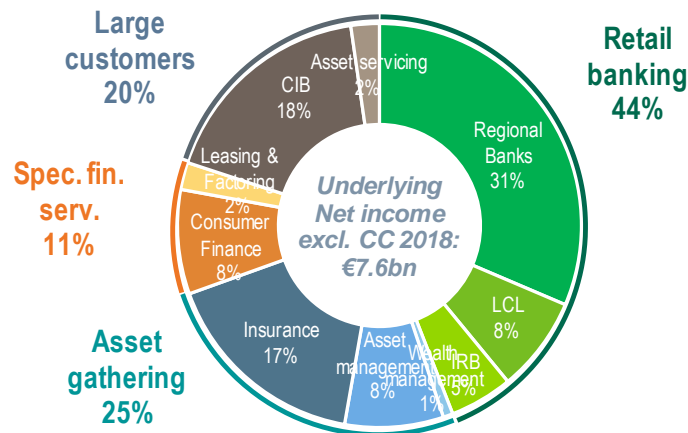 Large
customers
20%
Retail
banking
44%
Spec. fin.
serv.
11%
Asset
gathering
25%
Asset servicing
2%
CIB
18%
Regional
Banks
31%
Leasing &
Factoring
2%
Consumer
Finance
8%
Underlying
Net income
excl. CC 2018:
€7.6bn
LCL
8%
Insurance
17%
Asset
management
8%
Wealth
management
1%
IRB
5%